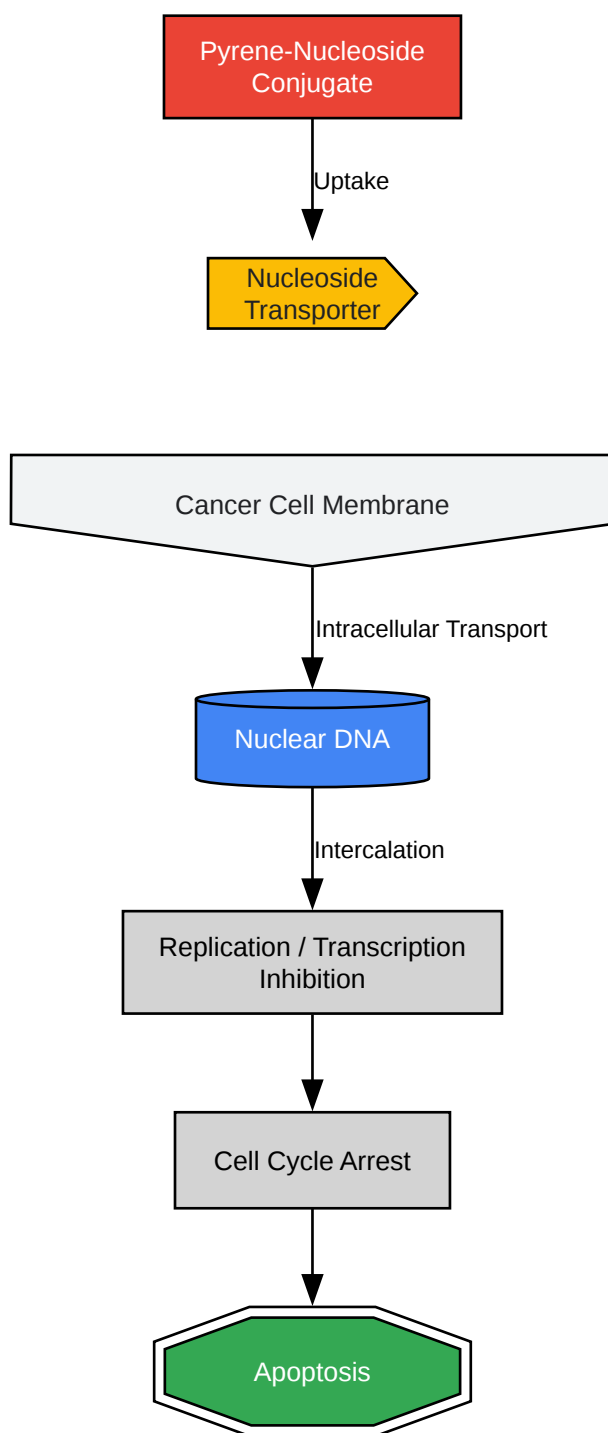 Pyrene-Nucleoside
Conjugate
Uptake
Nucleoside
Transporter
Cancer Cell Membrane
Intracellular Transport
Nuclear DNA
Intercalation
Replication / Transcription
Inhibition
Cell Cycle Arrest
Apoptosis